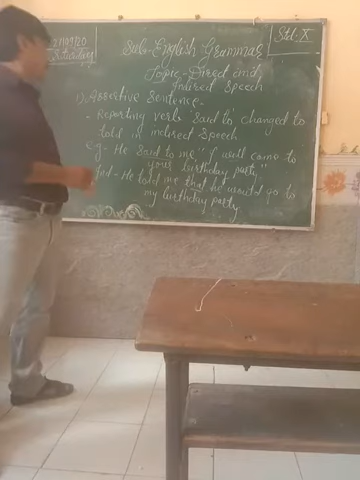 Saturday
Sub:- English Grammar
Std:- X
Topic - Direct and
Indirect Speech
1) Assertive Sentence -
- Reporting verb 'said to' changed to
told in indirect Speech
eg - He said to me "I will come to
your birthday party."
Ind - He told me that he would go to
my birthday party.